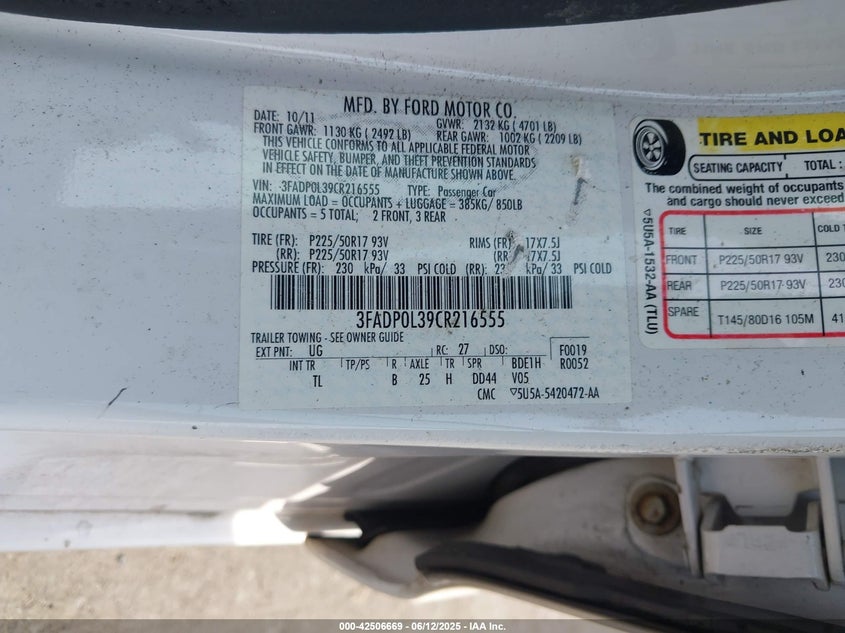 MFD. BY FORD MOTOR CO.
DATE: 10/11 GVWR: 2132 KG ( 4701 LB)
FRONT GAWR: 1130 KG ( 2492 LB) REAR GAWR: 1002 KG ( 2209 LB)
THIS VEHICLE CONFORMS TO ALL APPLICABLE FEDERAL MOTOR
VEHICLE SAFETY, BUMPER, AND THEFT PREVENTION STANDARDS
IN EFFECT ON THE DATE OF MANUFACTURE SHOWN ABOVE.
VIN: 3FADP0L39CR216555 TYPE: Passenger Car
MAXIMUM LOAD = OCCUPANTS + LUGGAGE = 385KG/ 850LB
OCCUPANTS = 5 TOTAL; 2 FRONT, 3 REAR
TIRE (FR): P225/50R17 93V RIMS (FR): 17X7.5J
(RR): P225/50R17 93V (RR): 17X7.5J
PRESSURE (FR): 230 kPa/ 33 PSI COLD (RR): kPa/ 33 PSI COLD
3FADP0L39CR216555
TRAILER TOWING - SEE OWNER GUIDE
EXT PNT: UG RC: 27 DSO: F0019
INT TR TP/PS R AXLE TR SPR BDE1H R0052
TL B 25 H DD44 V05
CMC ▽5U5A-5420472-AA
TIRE AND LOA
SEATING CAPACITY TOTAL :
The combined weight of occupants
and cargo should never exceed
TIRE SIZE COLD T
FRONT P225/50R17 93V 230
REAR P225/50R17 93V 230
SPARE T145/80D16 105M 41
▽5U5A-1532-AA (TLU)
000-42506669 - 06/12/2025 - IAA Inc.